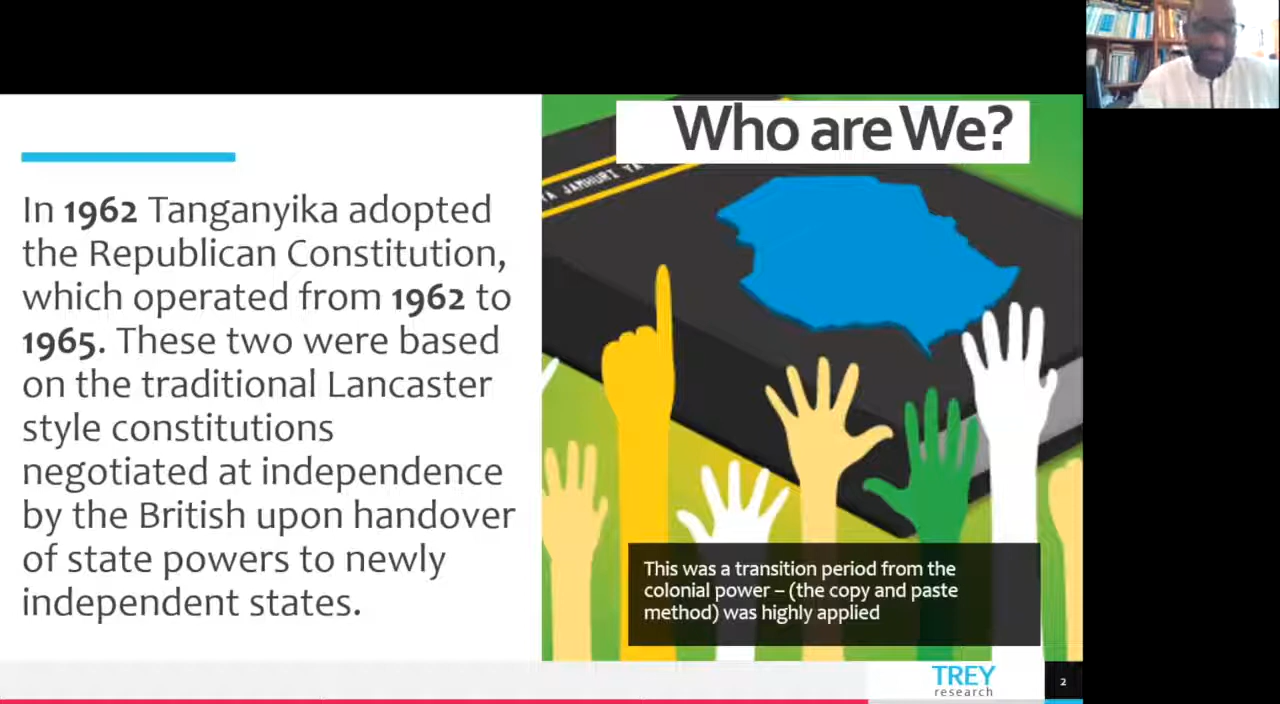 Who are We?
In 1962 Tanganyika adopted
the Republican Constitution,
which operated from 1962 to
1965. These two were based
on the traditional Lancaster
style constitutions
negotiated at independence
by the British upon handover
of state powers to newly
independent states.
JAMHURI YA
This was a transition period from the
colonial power – (the copy and paste
method) was highly applied
TREY
research
2